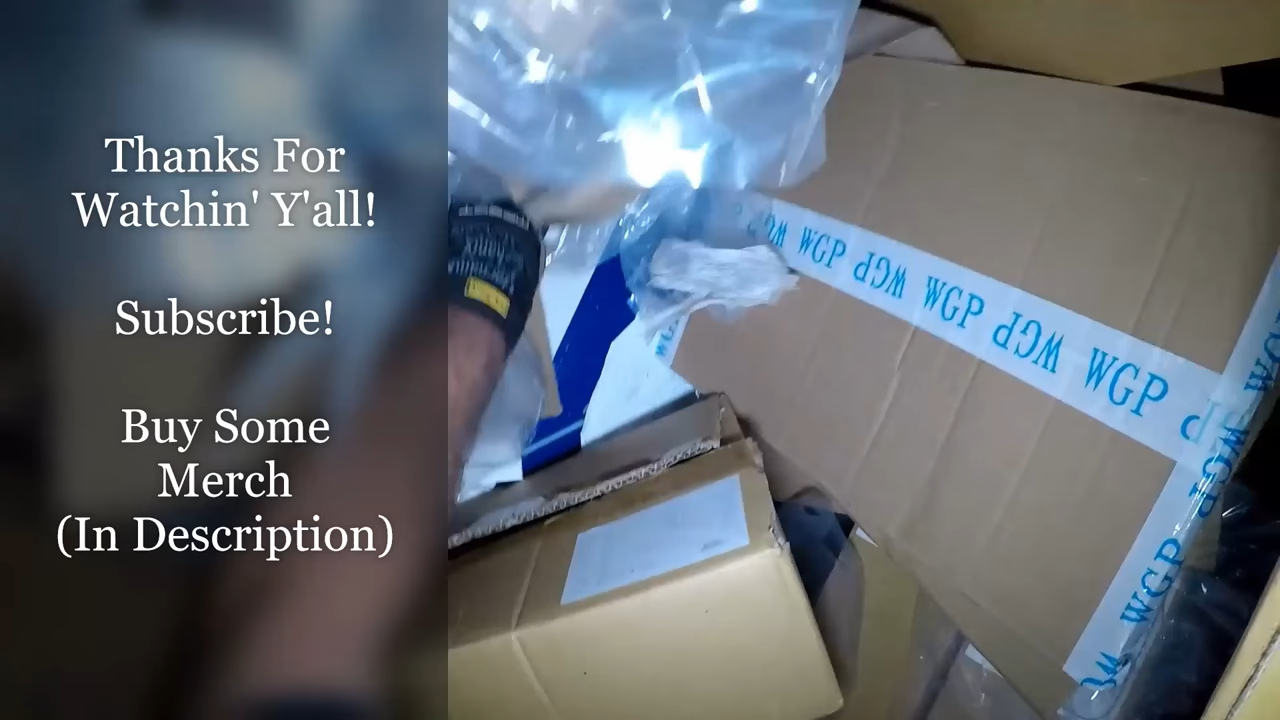 Thanks For
Watchin' Y'all!
Subscribe!
Buy Some
Merch
(In Description)
WGP WGP WGP WGP WGP
WGP WGP